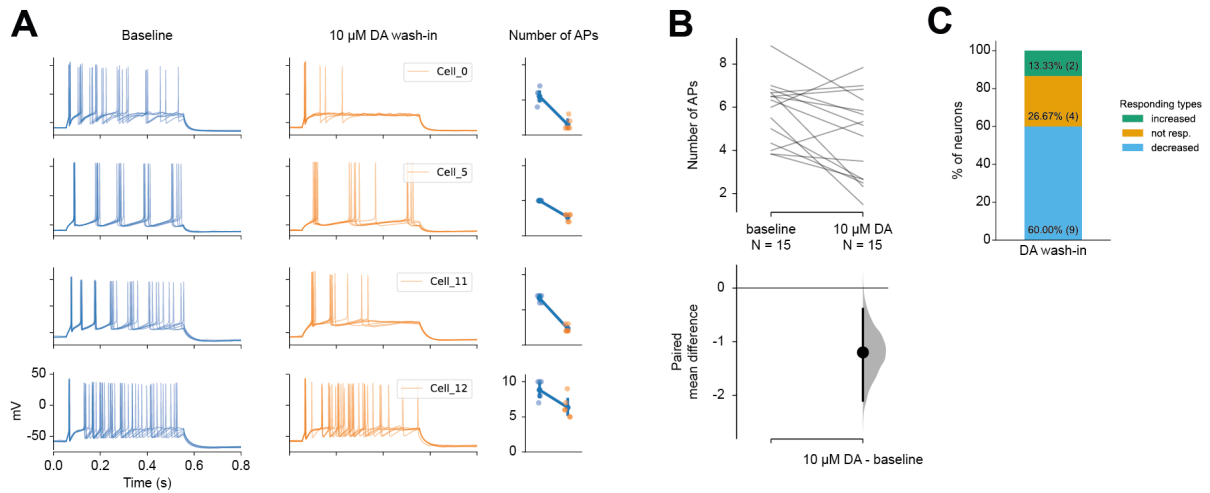 A
Baseline
10 µM DA wash-in
Number of APs
Cell_0
Cell_5
Cell_11
Cell_12
50
0
-50
mV
0.0
0.2
0.4
0.6
0.8
Time (s)
10
5
0
B
8
6
4
2
Number of APs
baseline
N = 15
10 µM DA
N = 15
0
-1
-2
Paired
mean difference
10 µM DA - baseline
C
100
80
60
40
20
0
% of neurons
13.33% (2)
26.67% (4)
60.00% (9)
DA wash-in
Responding types
increased
not resp.
decreased